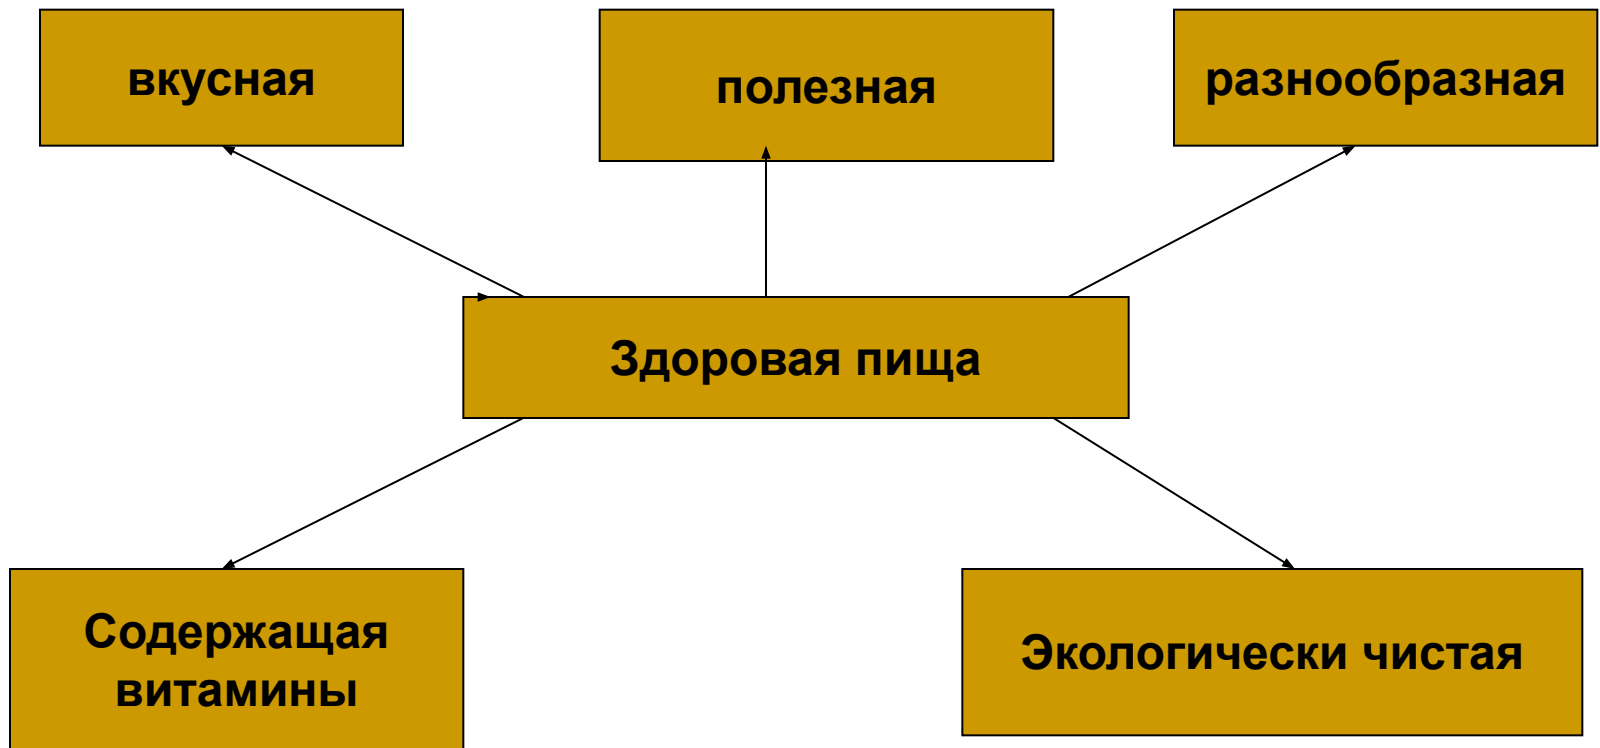 вкусная
полезная
разнообразная
Здоровая пища
Содержащая
витамины
Экологически чистая